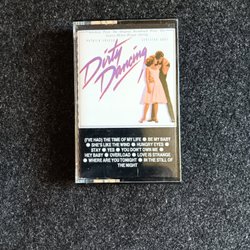 Dirty
Dancing
(I'VE HAD) THE TIME OF MY LIFE • BE MY BABY
• SHE'S LIKE THE WIND • HUNGRY EYES •
STAY • YES • YOU DON'T OWN ME •
HEY BABY • OVERLOAD • LOVE IS STRANGE
• WHERE ARE YOU TONIGHT • IN THE STILL OF
THE NIGHT